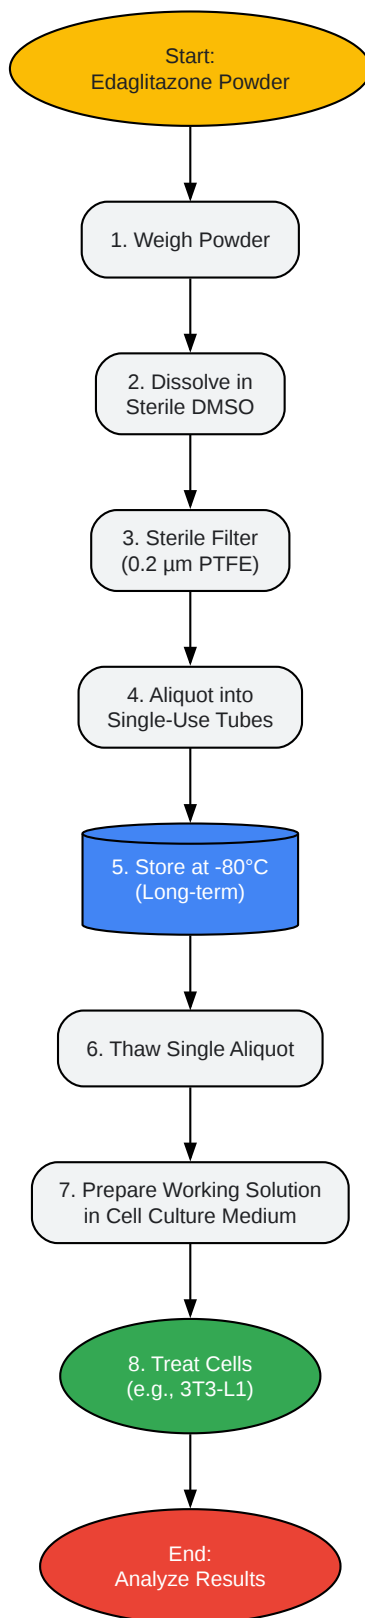 Start:
Edaglitazone Powder
1. Weigh Powder
2. Dissolve in
Sterile DMSO
3. Sterile Filter
(0.2 µm PTFE)
4. Aliquot into
Single-Use Tubes
5. Store at -80°C
(Long-term)
6. Thaw Single Aliquot
7. Prepare Working Solution
in Cell Culture Medium
8. Treat Cells
(e.g., 3T3-L1)
End:
Analyze Results